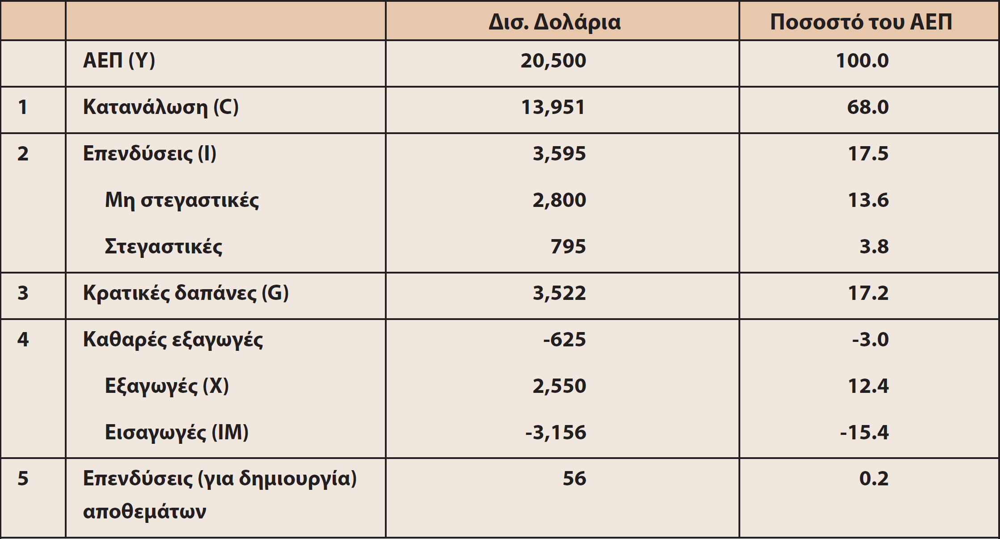 Δισ. Δολάρια Ποσοστό του ΑΕΠ
ΑΕΠ (Y) 20,500 100.0
1 Κατανάλωση (C) 13,951 68.0
2 Επενδύσεις (I) 3,595 17.5
Μη στεγαστικές 2,800 13.6
Στεγαστικές 795 3.8
3 Κρατικές δαπάνες (G) 3,522 17.2
4 Καθαρές εξαγωγές -625 -3.0
Εξαγωγές (X) 2,550 12.4
Εισαγωγές (IM) -3,156 -15.4
5 Επενδύσεις (για δημιουργία) 56 0.2
αποθεμάτων